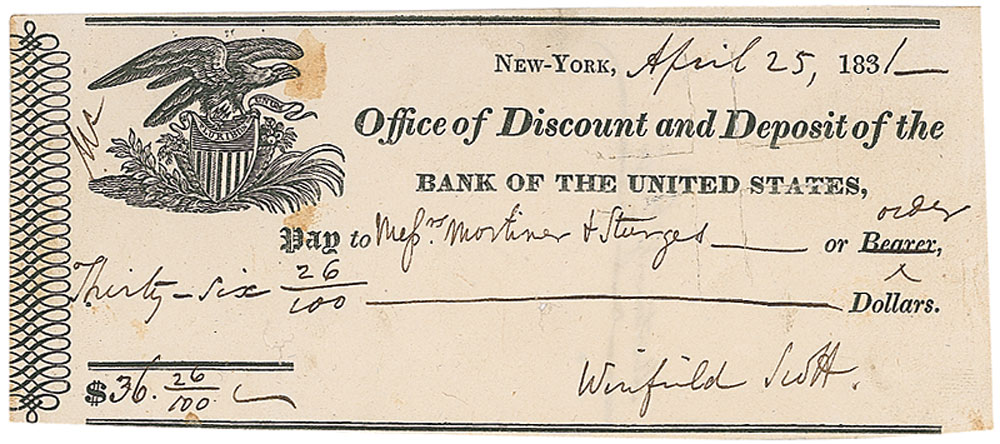 New-York, April 25, 1831
Office of Discount and Deposit of the
BANK OF THE UNITED STATES,
order
Pay to Messrs. Mortimer & Sturges or Bearer,
Thirty-six 26/100 Dollars.
$36. 26/100
Winfield Scott.